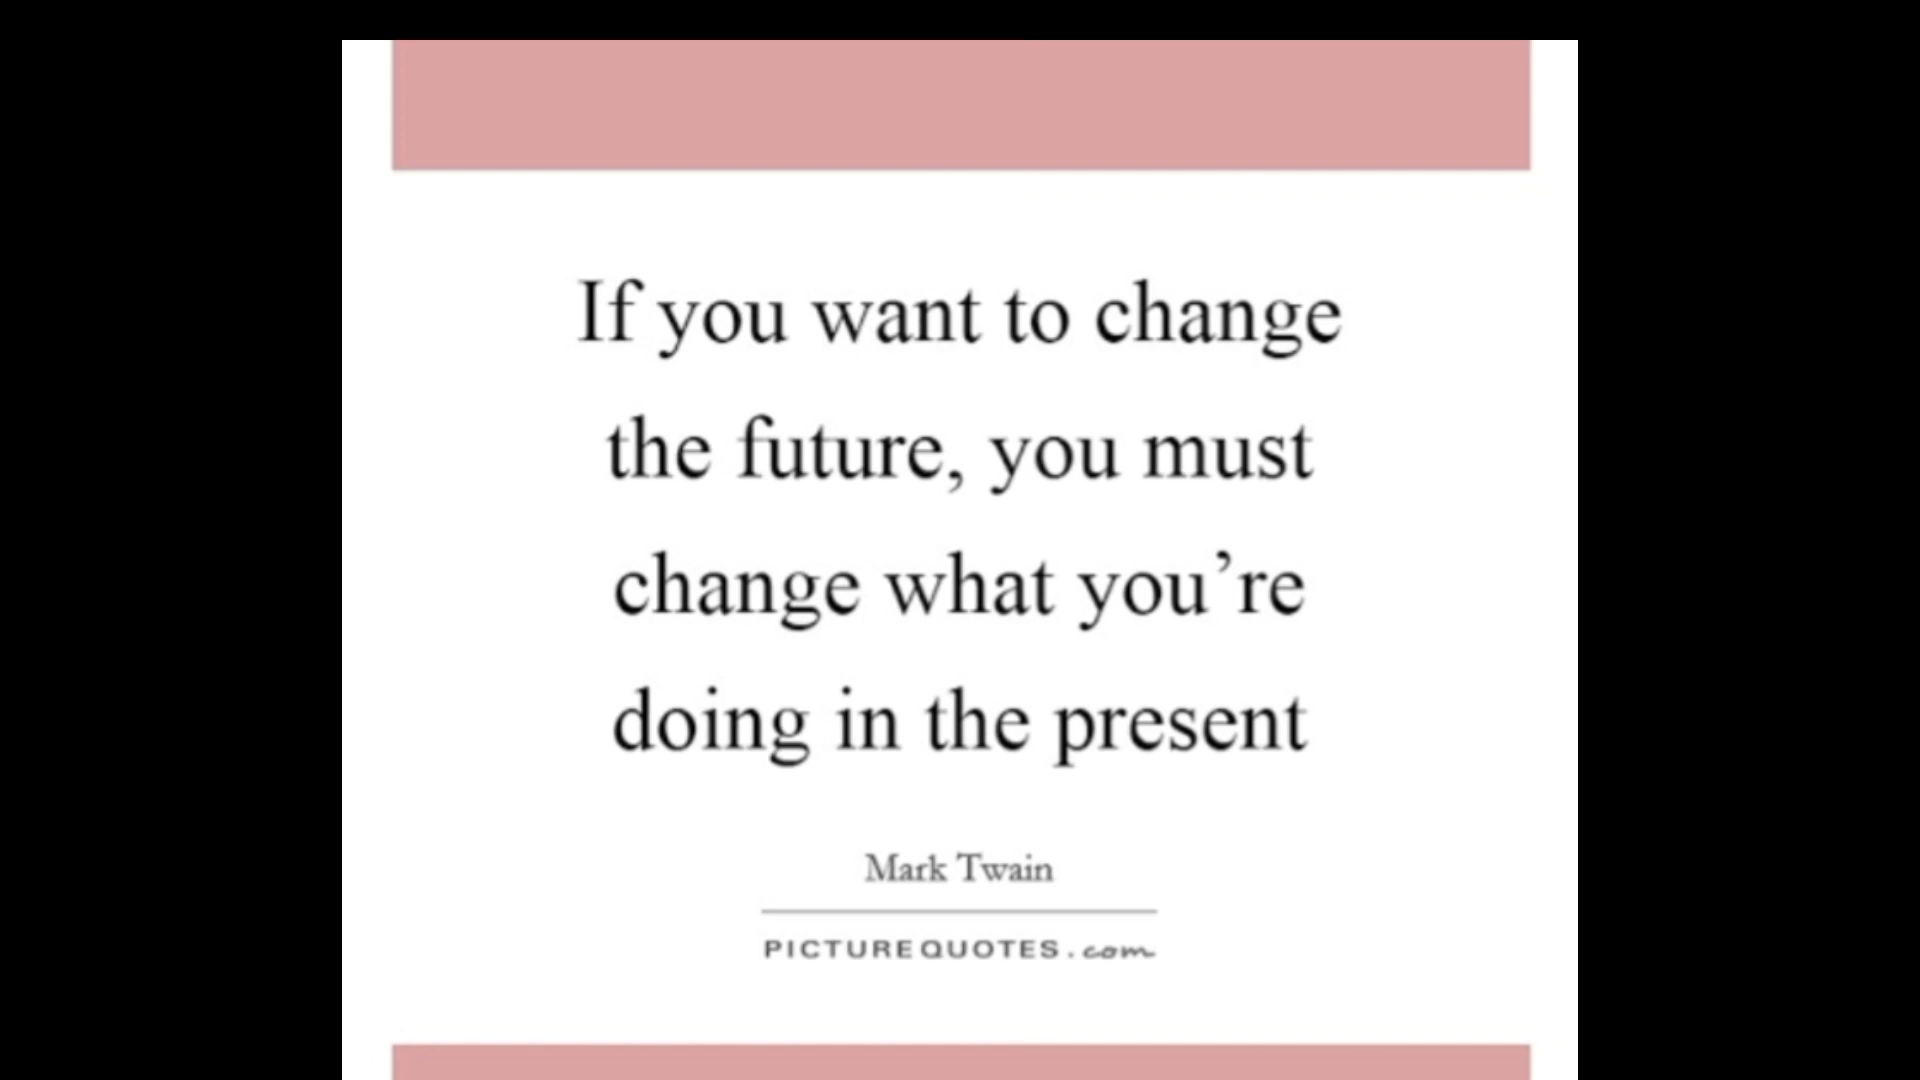 If you want to change
the future, you must
change what you’re
doing in the present
Mark Twain
PICTUREQUOTES.com